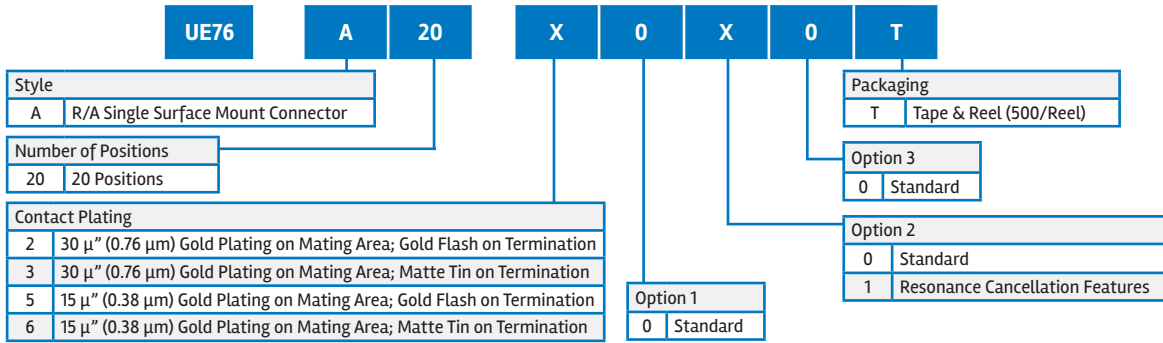 UE76 A 20 X 0 X 0 T
Style
A R/A Single Surface Mount Connector
Number of Positions
20 20 Positions
Contact Plating
2 30 µ” (0.76 µm) Gold Plating on Mating Area; Gold Flash on Termination
3 30 µ” (0.76 µm) Gold Plating on Mating Area; Matte Tin on Termination
5 15 µ” (0.38 µm) Gold Plating on Mating Area; Gold Flash on Termination
6 15 µ” (0.38 µm) Gold Plating on Mating Area; Matte Tin on Termination
Option 1
0 Standard
Packaging
T Tape & Reel (500/Reel)
Option 3
0 Standard
Option 2
0 Standard
1 Resonance Cancellation Features